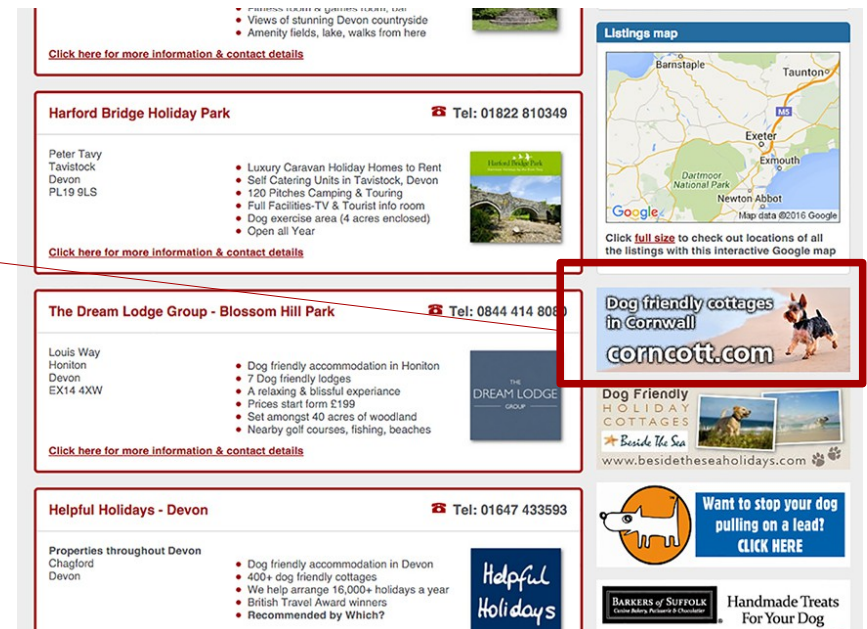 Fitness room & games room, bar
Views of stunning Devon countryside
Amenity fields, lake, walks from here
Click here for more information & contact details
Harford Bridge Holiday Park
Tel: 01822 810349
Peter Tavy
Tavistock
Devon
PL19 9LS
Luxury Caravan Holiday Homes to Rent
Self Catering Units in Tavistock, Devon
120 Pitches Camping & Touring
Full Facilities-TV & Tourist info room
Dog exercise area (4 acres enclosed)
Open all Year
Harford Bridge Park
Click here for more information & contact details
The Dream Lodge Group - Blossom Hill Park
Tel: 0844 414 8080
Louis Way
Honiton
Devon
EX14 4XW
Dog friendly accommodation in Honiton
7 Dog friendly lodges
A relaxing & blissful experiance
Prices start form £199
Set amongst 40 acres of woodland
Nearby golf courses, fishing, beaches
THE
DREAM LODGE
GROUP
Click here for more information & contact details
Helpful Holidays - Devon
Tel: 01647 433593
Properties throughout Devon
Chagford
Devon
Dog friendly accommodation in Devon
400+ dog friendly cottages
We help arrange 16,000+ holidays a year
British Travel Award winners
Recommended by Which?
Helpful
Holidays
Listings map
Barnstaple
Taunton
M5
Exeter
Exmouth
Dartmoor
National Park
Newton Abbot
Google
Map data ©2016 Google
Click full size to check out locations of all
the listings with this interactive Google map
Dog friendly cottages
in Cornwall
corncott.com
Dog Friendly
HOLIDAY
COTTAGES
Beside The Sea
www.besidetheseaholidays.com
Want to stop your dog
pulling on a lead?
CLICK HERE
BARKERS of SUFFOLK
Canine Bakery, Patisserie & Chocolatier
Handmade Treats
For Your Dog